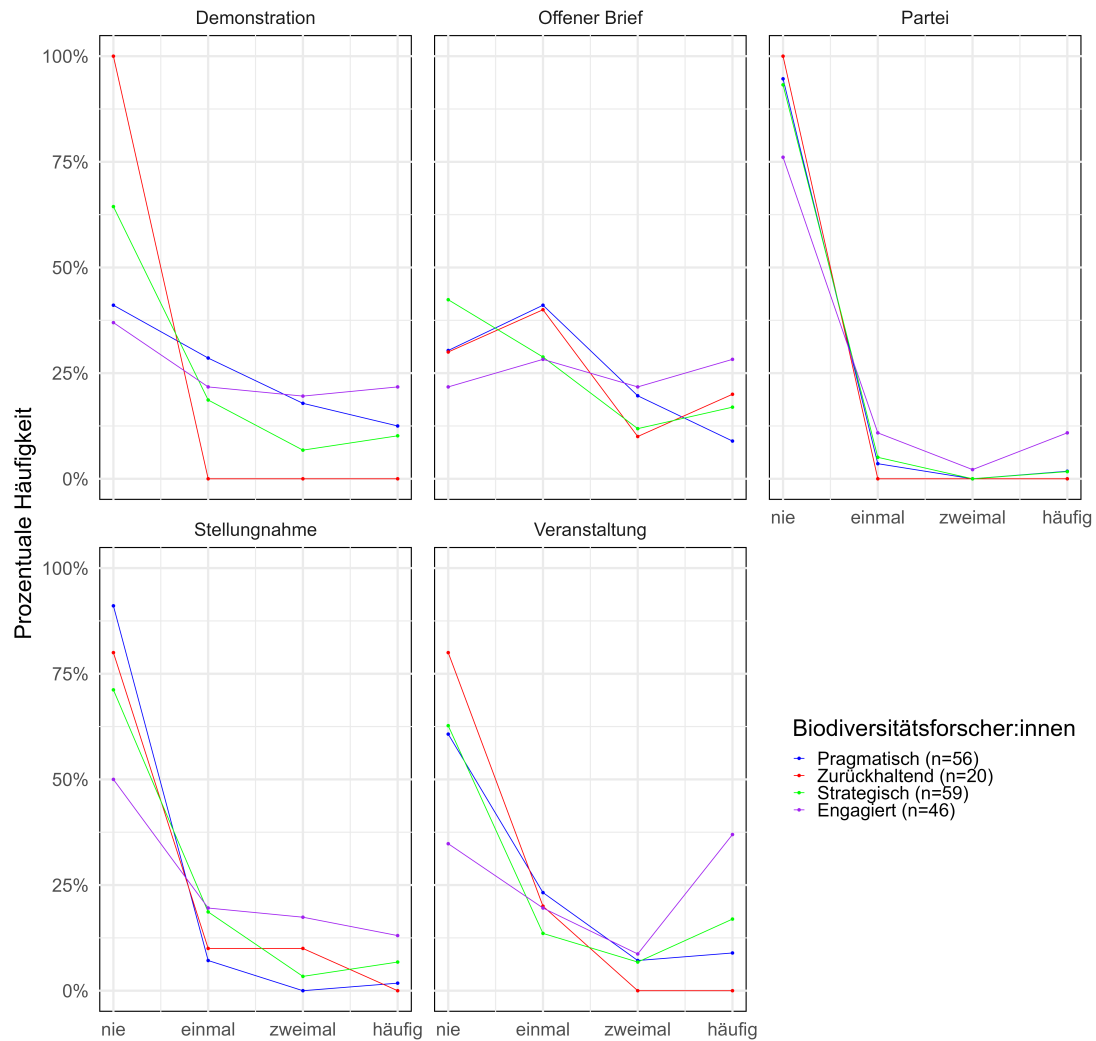 Demonstration
Offener Brief
Partei
100%
75%
50%
25%
0%
nie einmal zweimal häufig
Prozentuale Häufigkeit
Stellungnahme
Veranstaltung
100%
75%
50%
25%
0%
nie einmal zweimal häufig
nie einmal zweimal häufig
Biodiversitätsforscher:innen
Pragmatisch (n=56)
Zurückhaltend (n=20)
Strategisch (n=59)
Engagiert (n=46)